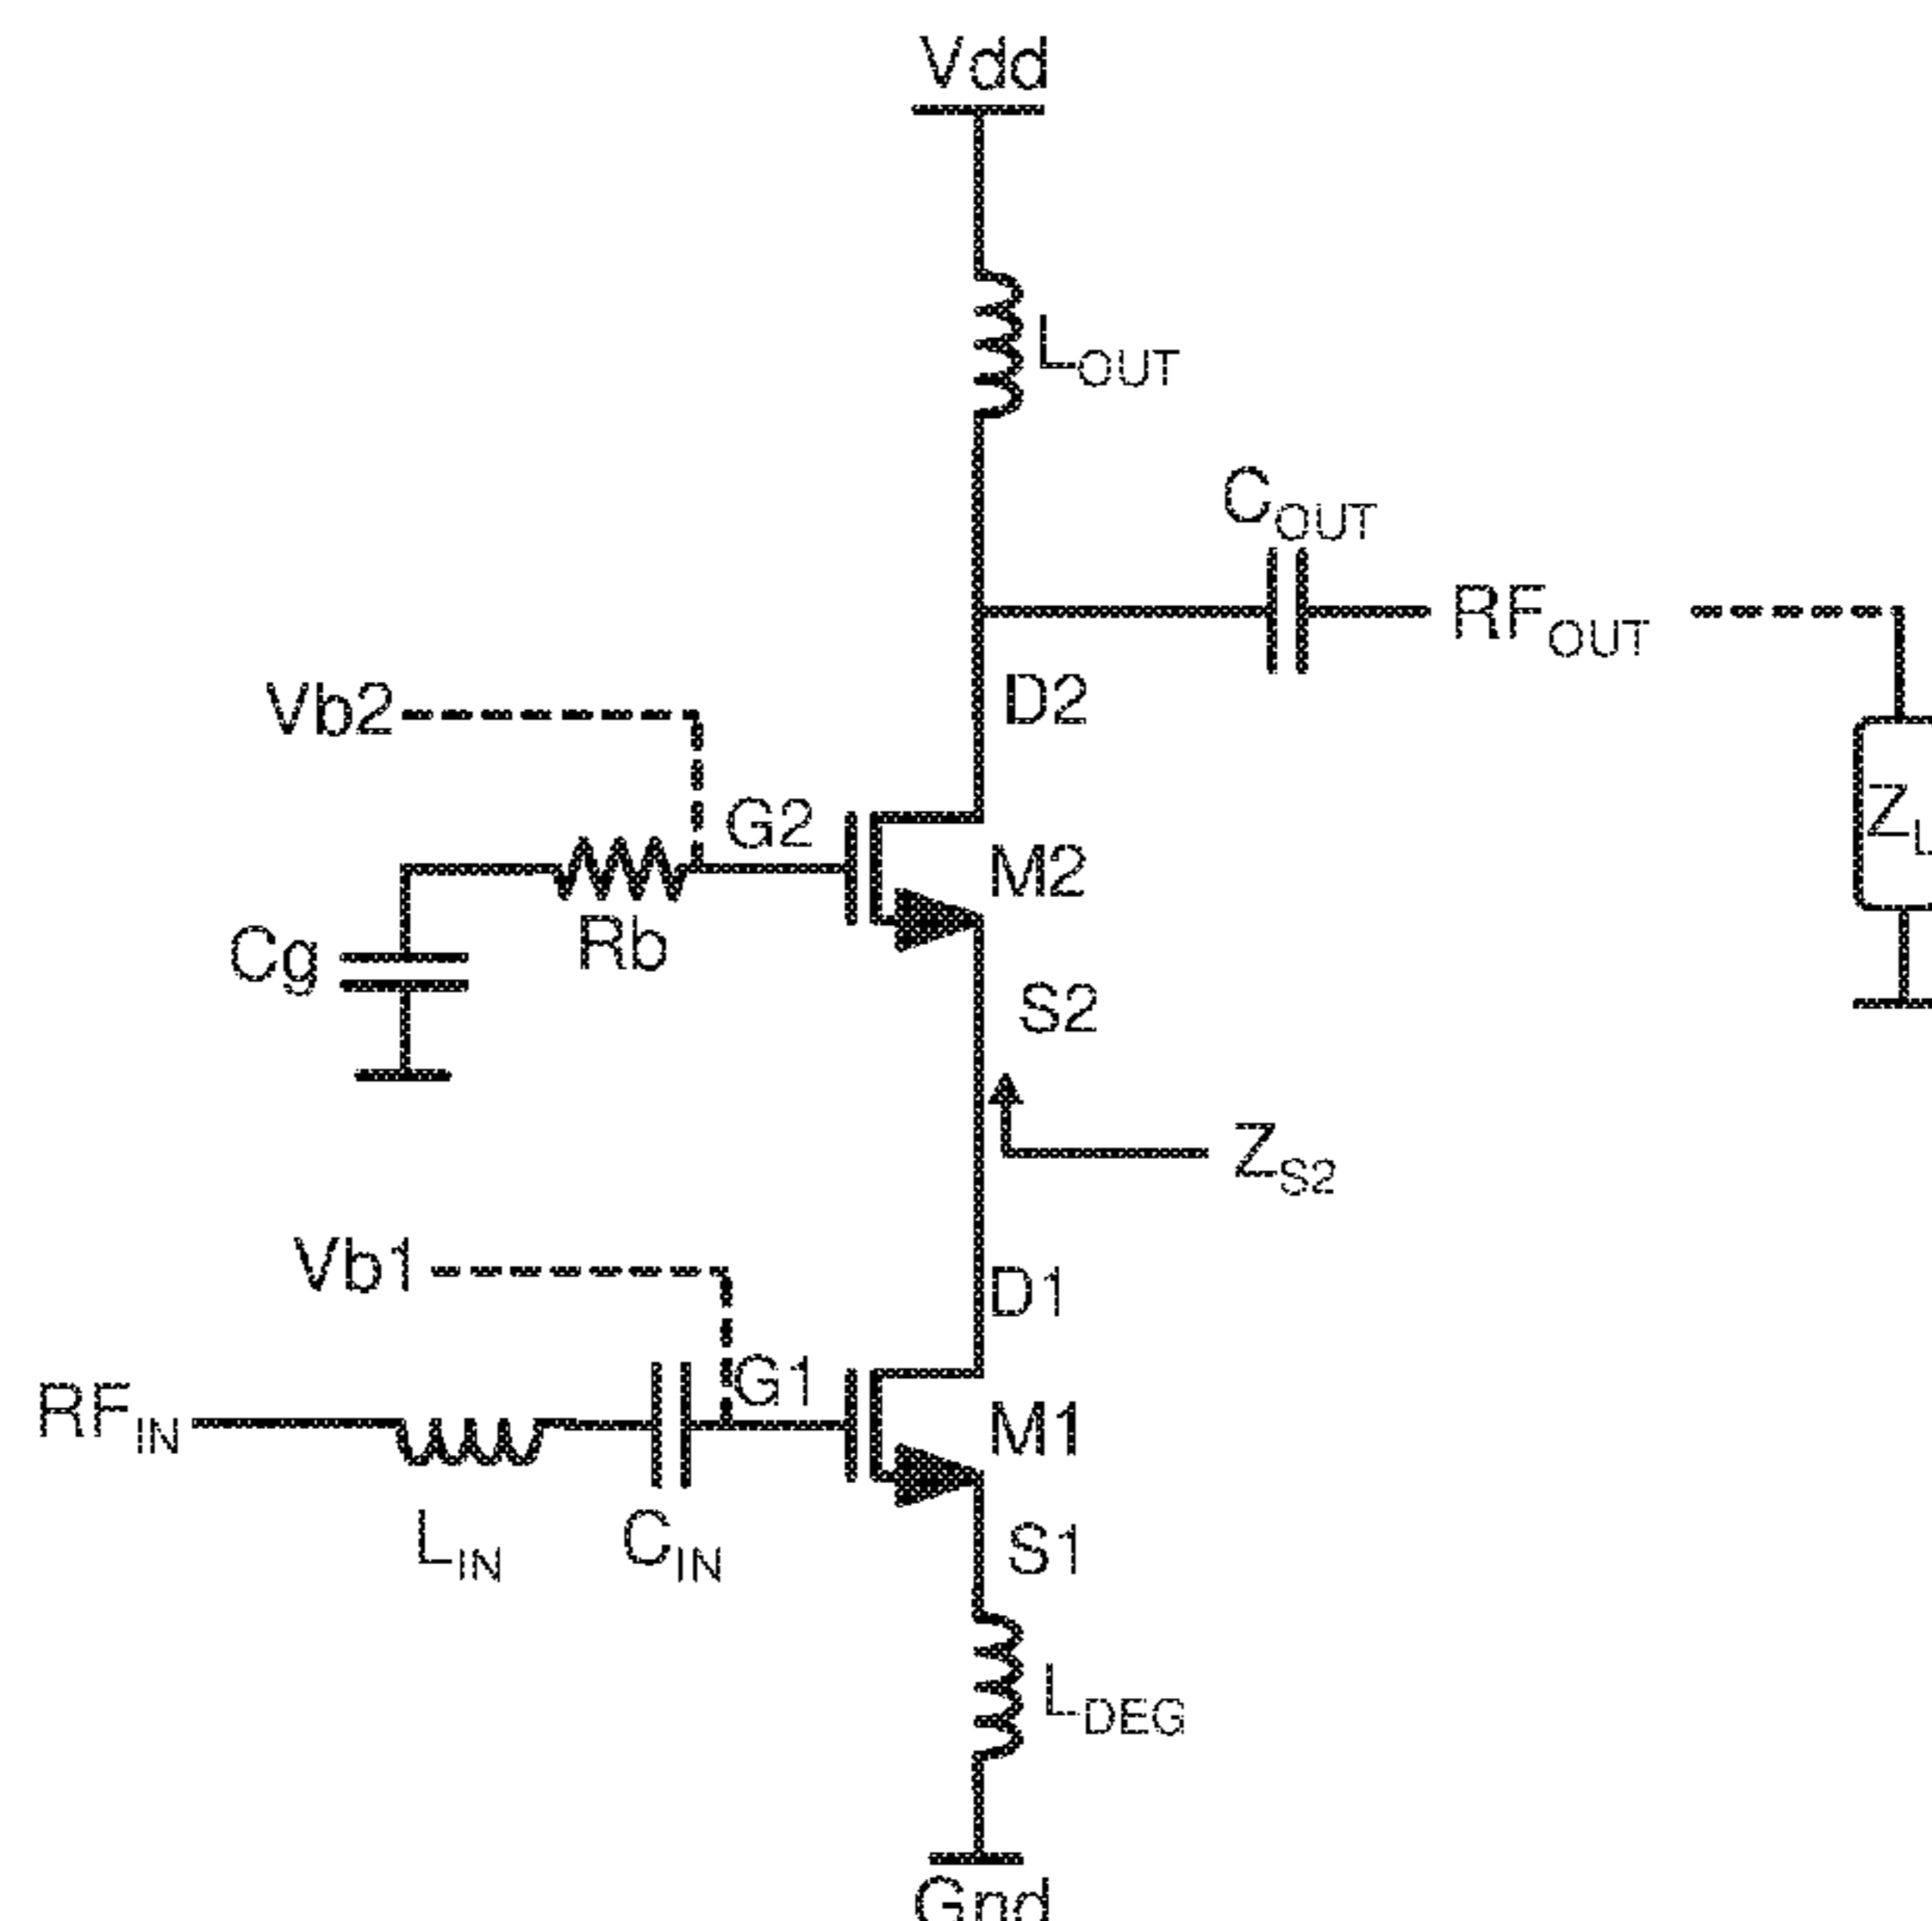 Vdd
LOUT
COUT
RFOUT
D2
Vb2
G2
ZL
M2
Cg
Rb
S2
ZS2
Vb1
D1
G1
RFIN
M1
LIN
CIN
S1
LDEG
Gnd